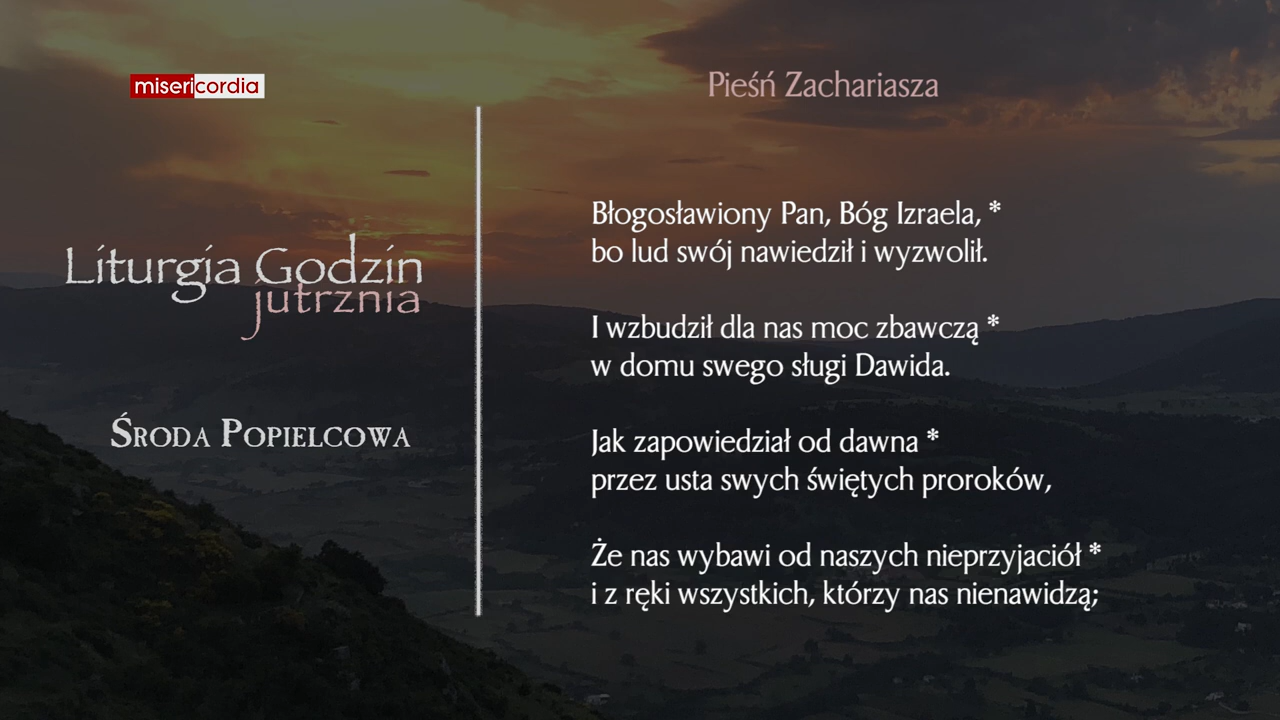 misericordia
Liturgia Godzin
jutrznia
Środa Popielcowa
Pieśń Zachariasza
Błogosławiony Pan, Bóg Izraela, *
bo lud swój nawiedził i wyzwolił.
I wzbudził dla nas moc zbawczą *
w domu swego sługi Dawida.
Jak zapowiedział od dawna *
przez usta swych świętych proroków,
Że nas wybawi od naszych nieprzyjaciół *
i z ręki wszystkich, którzy nas nienawidzą;